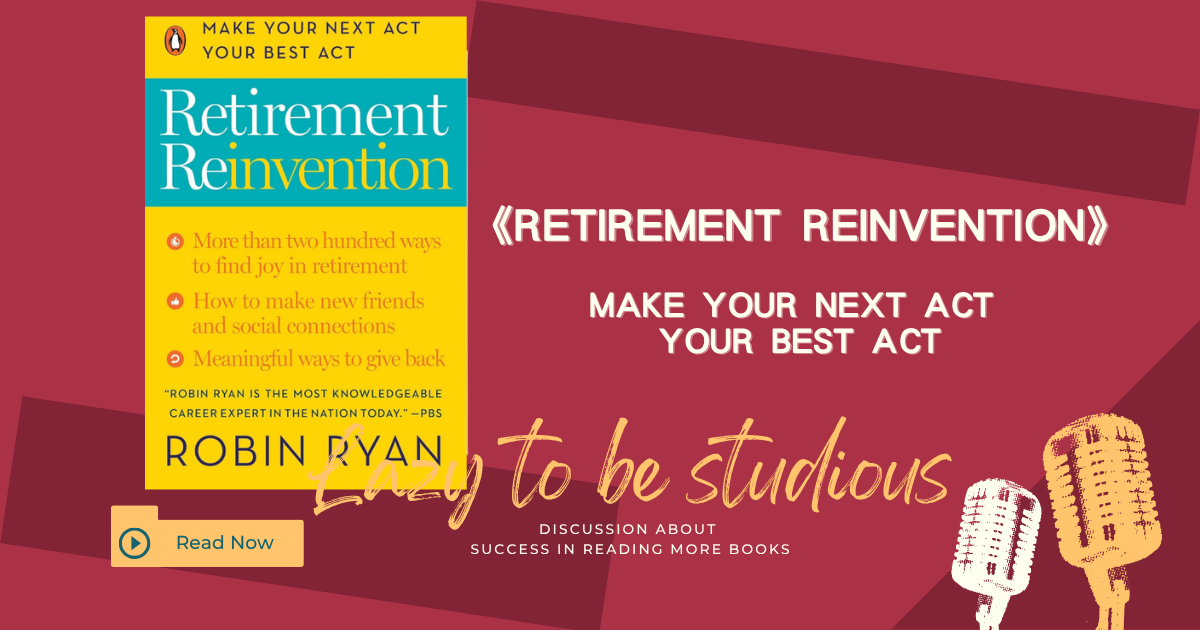 MAKE YOUR NEXT ACT
YOUR BEST ACT
Retirement
Reinvention
More than two hundred ways
to find joy in retirement
How to make new friends
and social connections
Meaningful ways to give back
“ROBIN RYAN IS THE MOST KNOWLEDGEABLE
CAREER EXPERT IN THE NATION TODAY.” —PBS
ROBIN RYAN
《RETIREMENT REINVENTION》
MAKE YOUR NEXT ACT
YOUR BEST ACT
Lazy to be studious
DISCUSSION ABOUT
SUCCESS IN READING MORE BOOKS
Read Now